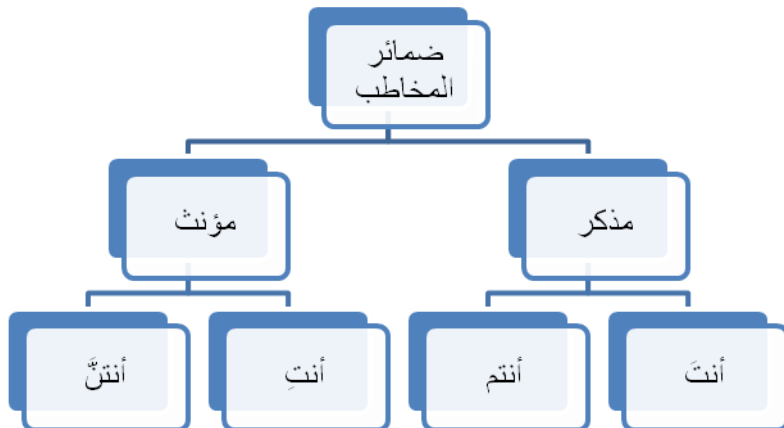 ضمائر
المخاطب
مذكر
مؤنث
أنتَ
أنتم
أنتِ
أنتنَّ